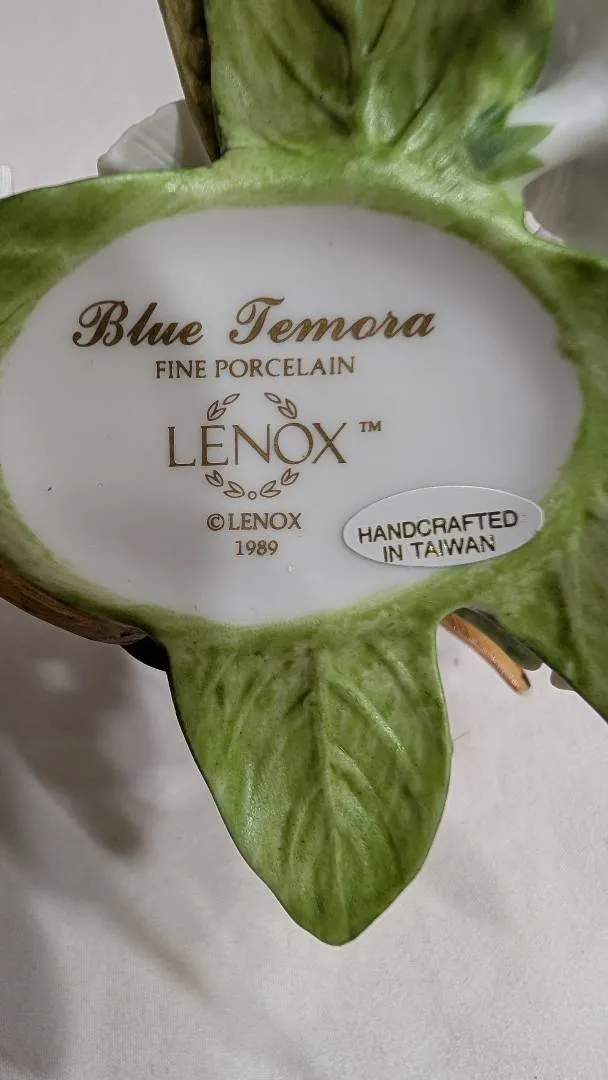 Blue Temora
FINE PORCELAIN
LENOX™
©LENOX
1989
HANDCRAFTED
IN TAIWAN